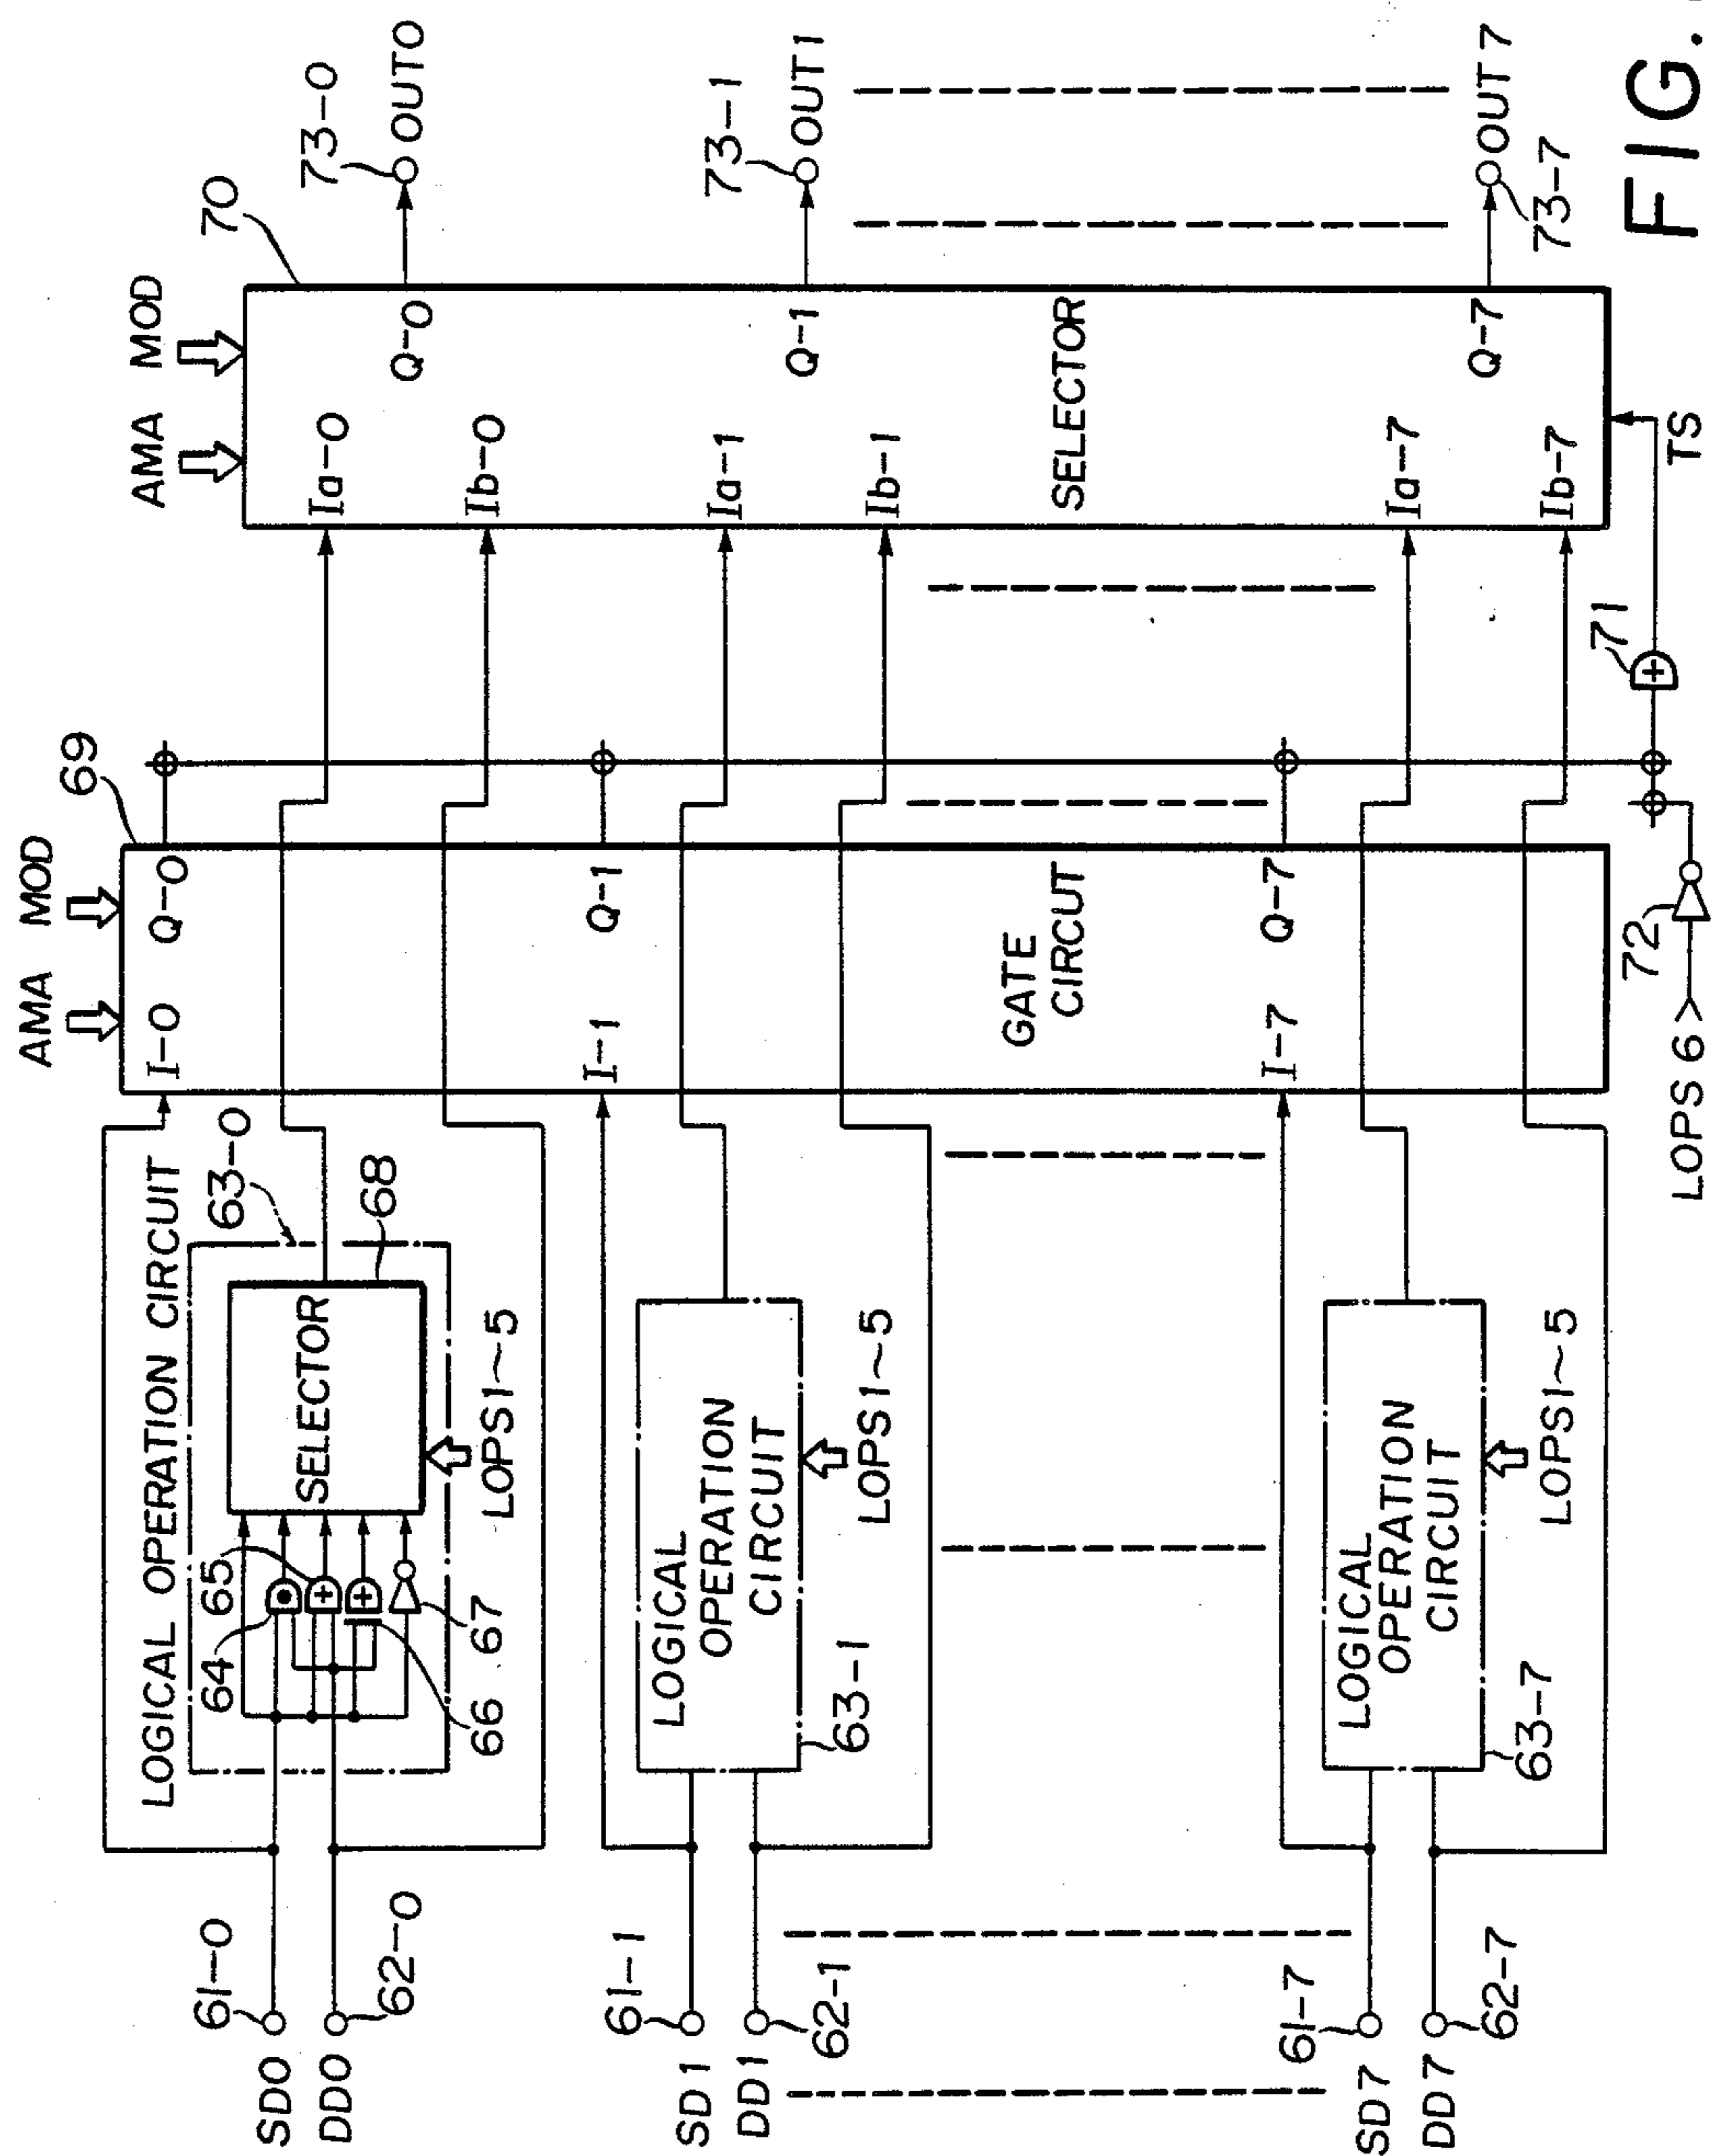 AMA MOD
69
I-0 Q-0
I-1 Q-1
GATE
CIRCUT
I-7 Q-7
AMA MOD
70
Ia-0
Q-0
Ib-0
Ia-1
Q-1
Ib-1
SELECTOR
Ia-7
Q-7
Ib-7
TS
73-0
OUT0
73-1
OUT1
OUT7
73-7
LOGICAL OPERATION CIRCUIT
63-0
SELECTOR
68
64
65
66
67
LOPS1~5
61-0
SD0
DD0
62-0
LOGICAL
OPERATION
CIRCUIT
63-1
LOPS1~5
61-1
SD1
DD1
62-1
LOGICAL
OPERATION
CIRCUIT
63-7
LOPS1~5
61-7
SD7
DD7
62-7
LOPS6
72
71
FIG.